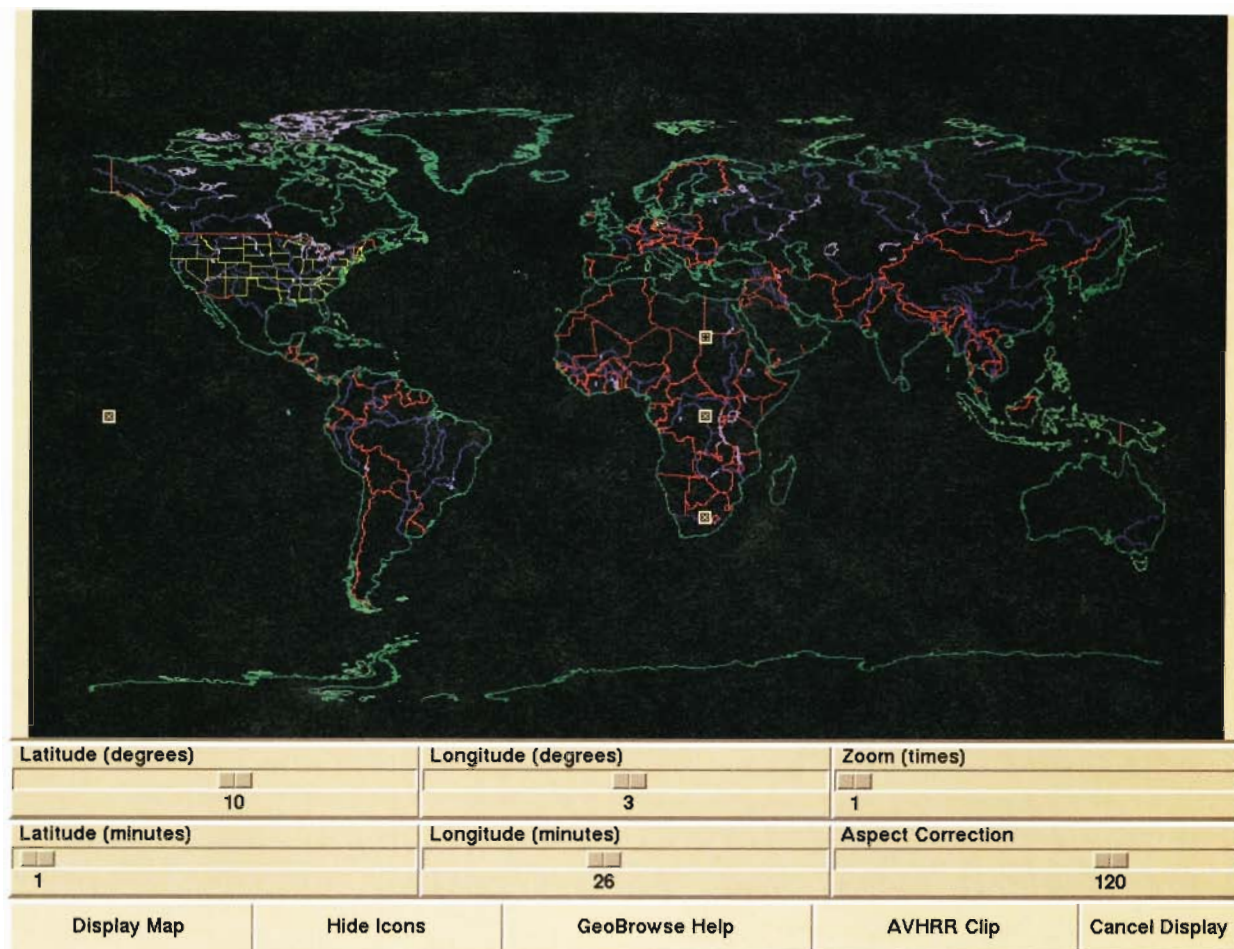 Latitude (degrees)
10
Longitude (degrees)
3
Zoom (times)
1
Latitude (minutes)
1
Longitude (minutes)
26
Aspect Correction
120
Display Map
Hide Icons
GeoBrowse Help
AVHRR Clip
Cancel Display